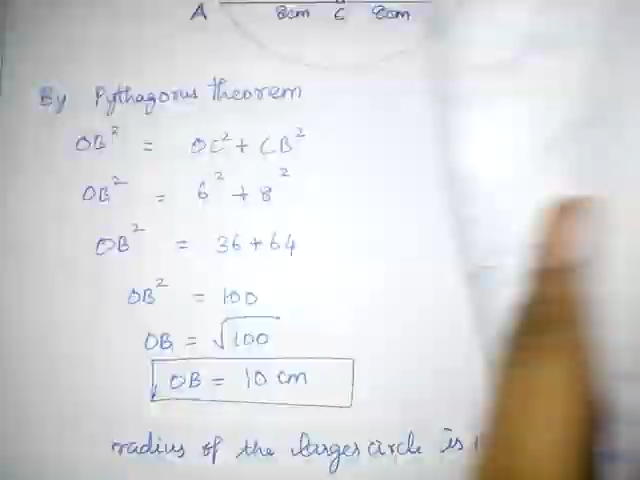 A 8cm C 8cm
By Pythagorus theorem
OB² = OC² + CB²
OB² = 6² + 8²
OB² = 36 + 64
OB² = 100
OB = √100
OB = 10 cm
radius of the larger circle is